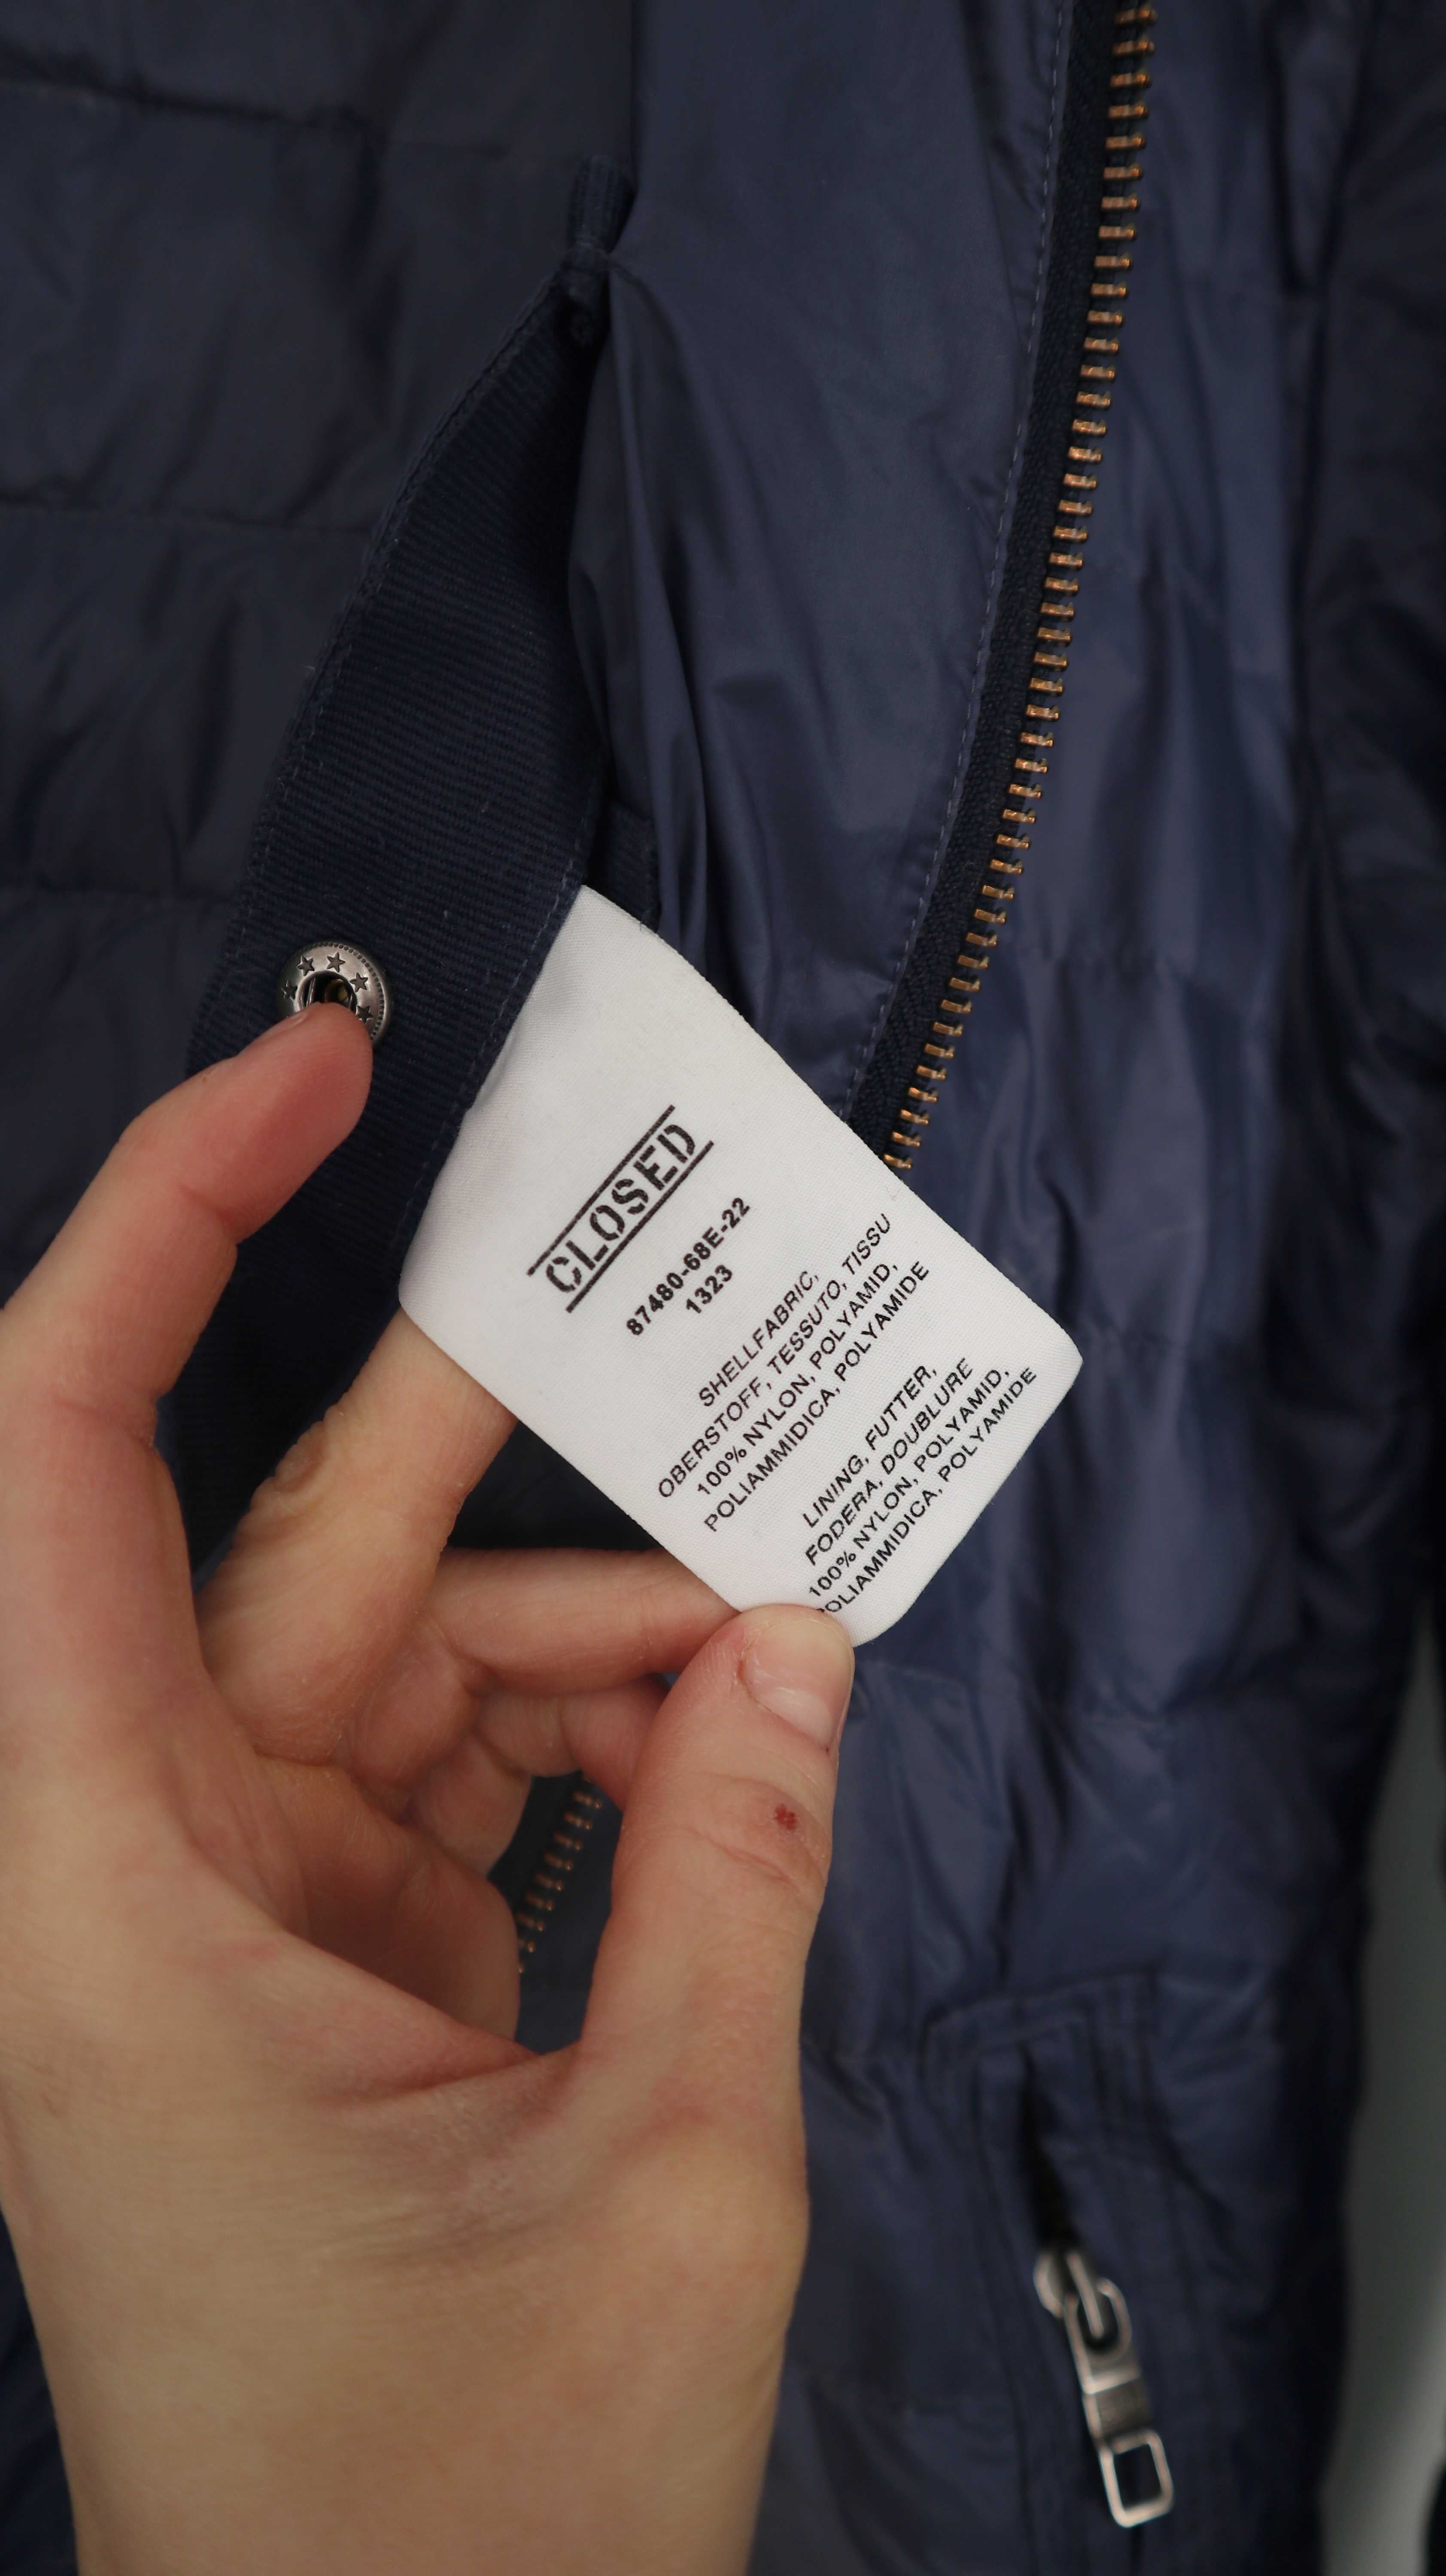 CLOSED
87480-68E-22
1323
SHELLFABRIC,
OBERSTOFF, TESSUTO, TISSU
100% NYLON, POLYAMID,
POLIAMMIDICA, POLYAMIDE
LINING, FUTTER,
FODERA, DOUBLURE
100% NYLON, POLYAMID,
POLIAMMIDICA, POLYAMIDE